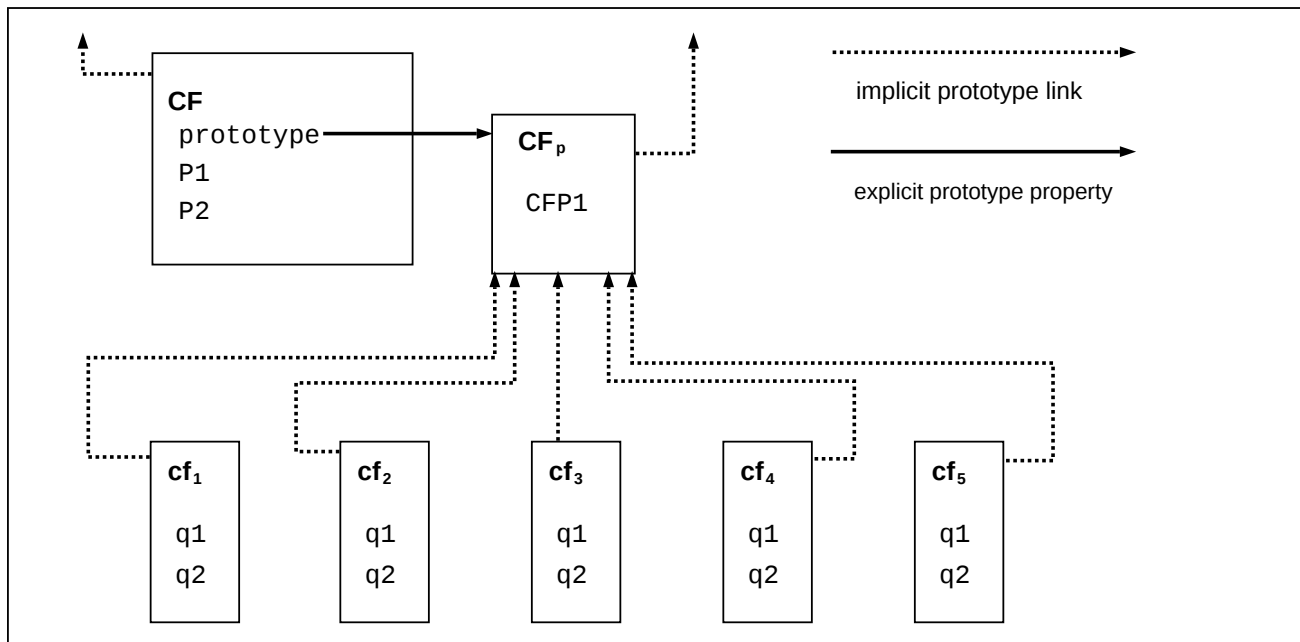 CF
prototype
P1
P2
CFp
CFP1
implicit prototype link
explicit prototype property
cf1
q1
q2
cf2
q1
q2
cf3
q1
q2
cf4
q1
q2
cf5
q1
q2